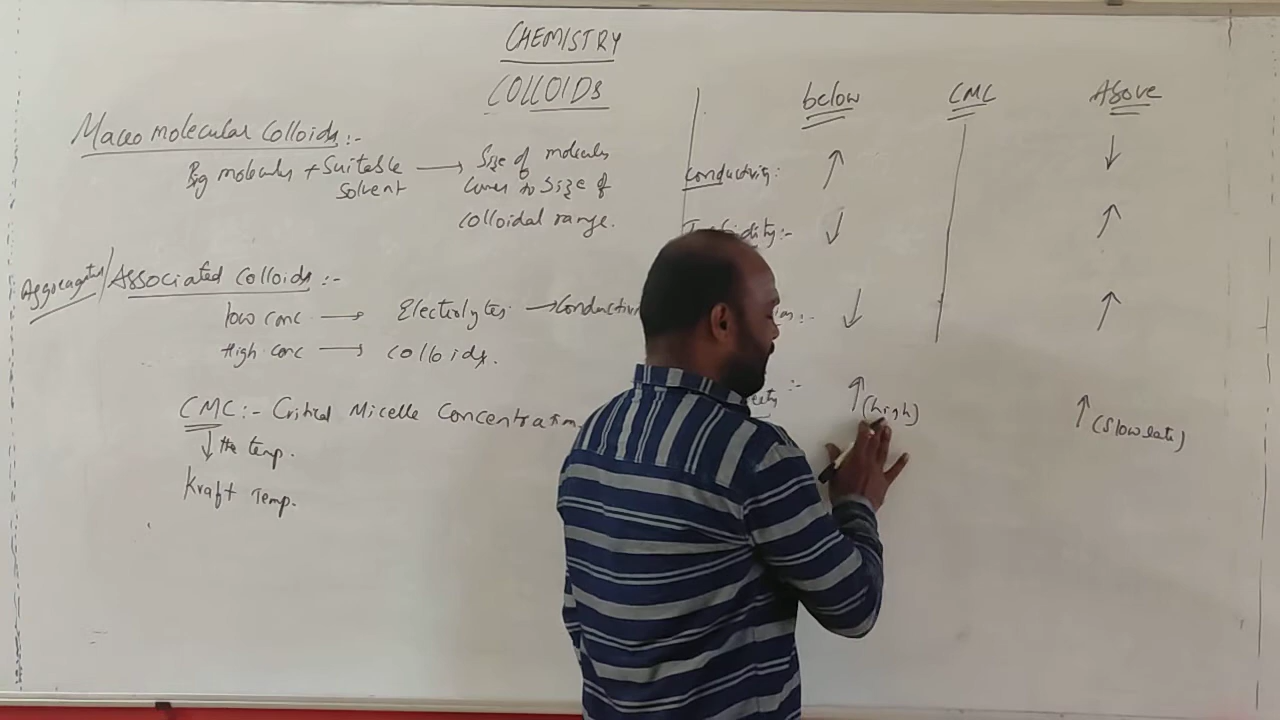 CHEMISTRY
COLLOIDS
Macro molecular Colloids :-
Big molecules + Suitable solvent → Size of molecules comes to size of colloidal range.
Aggregated/Associated Colloids :-
low conc → Electrolytes → Conductivi
High conc → Colloids.
CMC :- Critical Micelle Concentration.
↓ the temp.
Kraft Temp.
below CMC Above
Conductivity: ↑ ↓
:- ↓ ↑
:- ↓ ↑
:- ↑ (high) ↑ (slow rate)